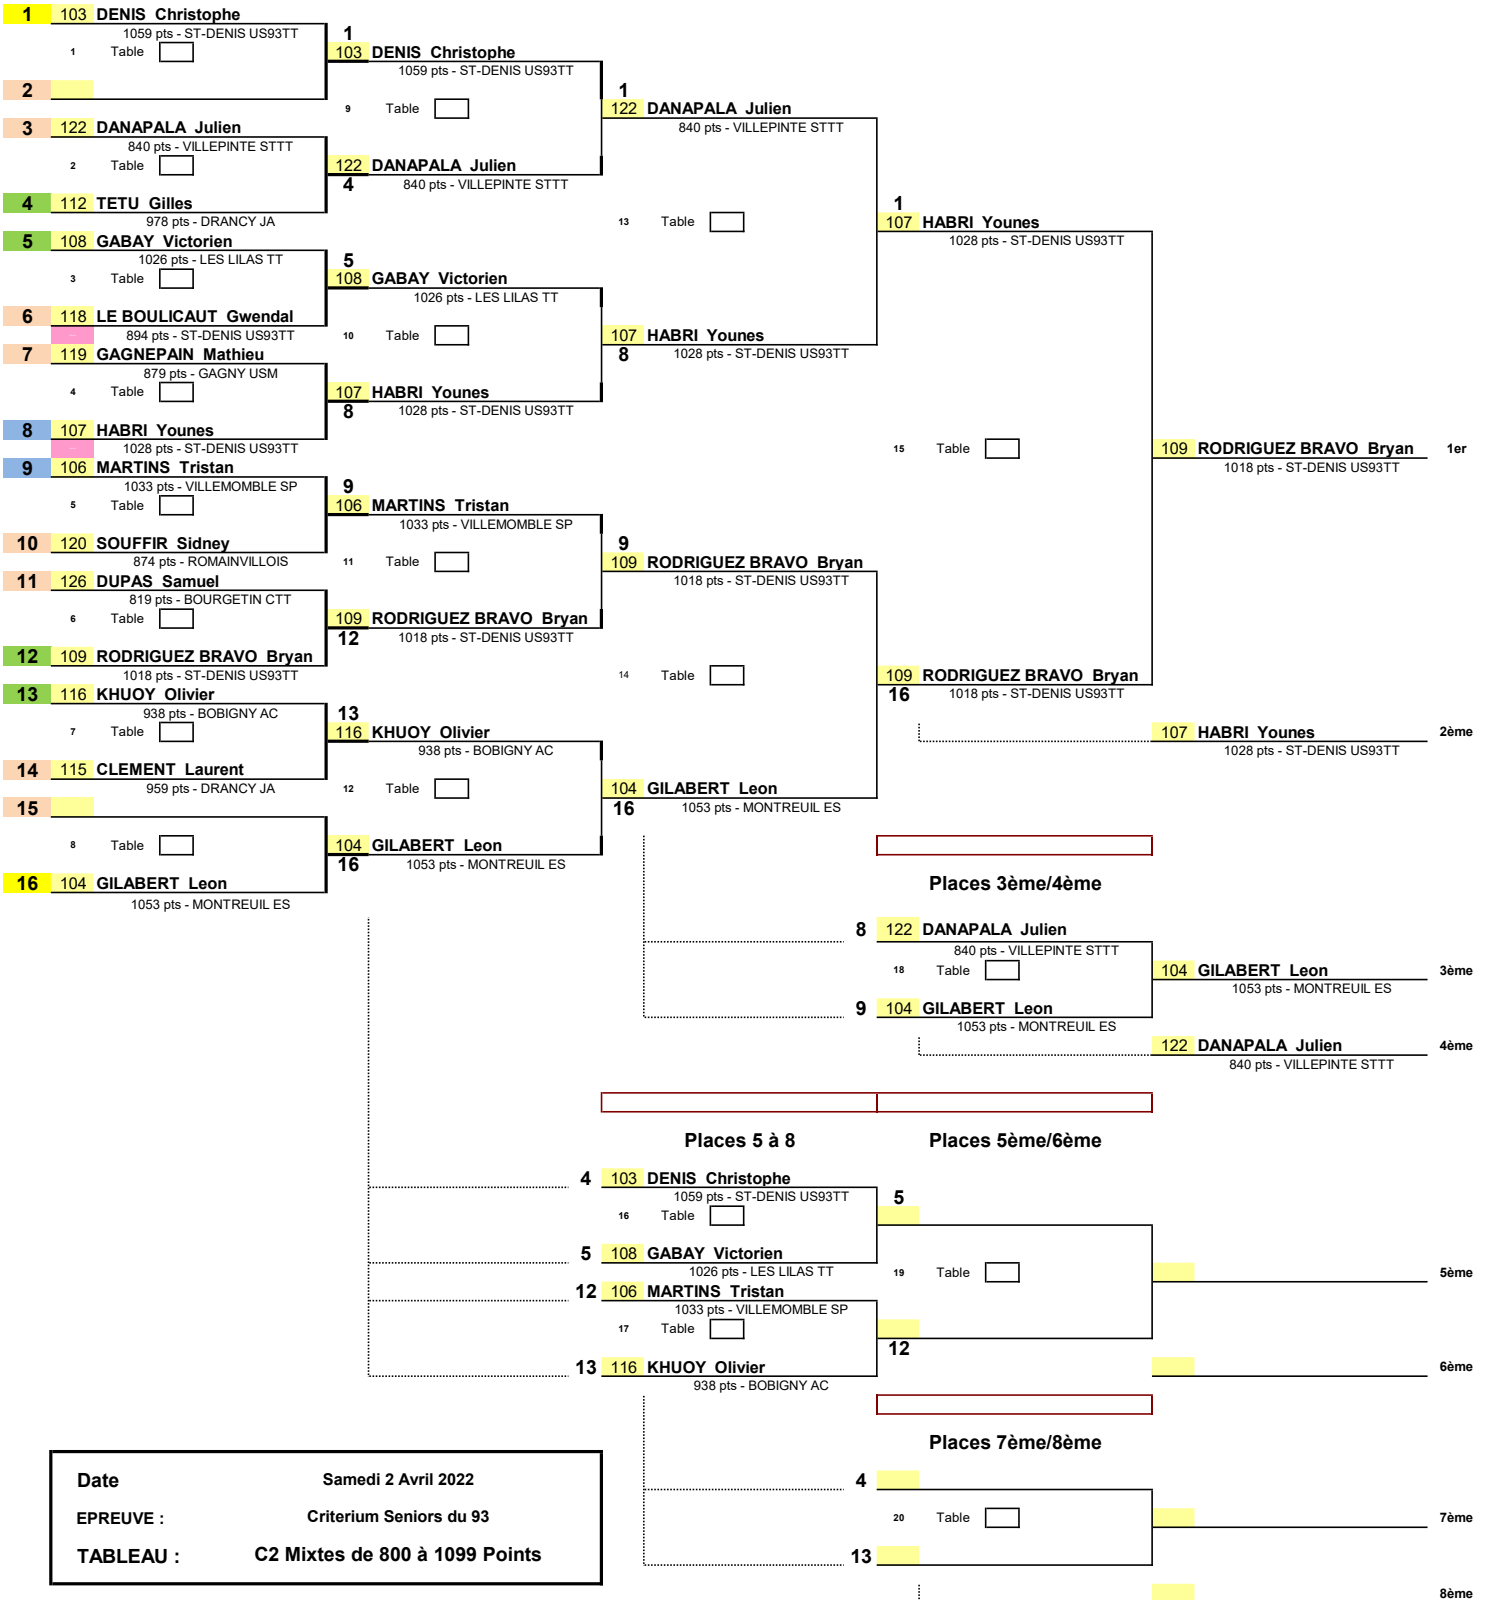 1 103 DENIS Christophe
1059 pts - ST-DENIS US93TT
1 Table
2
3 122 DANAPALA Julien
840 pts - VILLEPINTE STTT
2 Table
4 112 TETU Gilles
978 pts - DRANCY JA
5 108 GABAY Victorien
1026 pts - LES LILAS TT
3 Table
6 118 LE BOULICAUT Gwendal
894 pts - ST-DENIS US93TT
7 119 GAGNEPAIN Mathieu
879 pts - GAGNY USM
4 Table
8 107 HABRI Younes
1028 pts - ST-DENIS US93TT
9 106 MARTINS Tristan
1033 pts - VILLEMOMBLE SP
5 Table
10 120 SOUFFIR Sidney
874 pts - ROMAINVILLOIS
11 126 DUPAS Samuel
819 pts - BOURGETIN CTT
6 Table
12 109 RODRIGUEZ BRAVO Bryan
1018 pts - ST-DENIS US93TT
13 116 KHUOY Olivier
938 pts - BOBIGNY AC
7 Table
14 115 CLEMENT Laurent
959 pts - DRANCY JA
15
8 Table
16 104 GILABERT Leon
1053 pts - MONTREUIL ES
1
103 DENIS Christophe
1059 pts - ST-DENIS US93TT
9 Table
122 DANAPALA Julien
4 840 pts - VILLEPINTE STTT
5
108 GABAY Victorien
1026 pts - LES LILAS TT
10 Table
107 HABRI Younes
8 1028 pts - ST-DENIS US93TT
9
106 MARTINS Tristan
1033 pts - VILLEMOMBLE SP
11 Table
109 RODRIGUEZ BRAVO Bryan
12 1018 pts - ST-DENIS US93TT
13
116 KHUOY Olivier
938 pts - BOBIGNY AC
12 Table
104 GILABERT Leon
16 1053 pts - MONTREUIL ES
1
122 DANAPALA Julien
840 pts - VILLEPINTE STTT
13 Table
107 HABRI Younes
8 1028 pts - ST-DENIS US93TT
9
109 RODRIGUEZ BRAVO Bryan
1018 pts - ST-DENIS US93TT
14 Table
104 GILABERT Leon
16 1053 pts - MONTREUIL ES
1
107 HABRI Younes
1028 pts - ST-DENIS US93TT
15 Table
109 RODRIGUEZ BRAVO Bryan
16 1018 pts - ST-DENIS US93TT
109 RODRIGUEZ BRAVO Bryan 1er
1018 pts - ST-DENIS US93TT
107 HABRI Younes 2ème
1028 pts - ST-DENIS US93TT
Places 3ème/4ème
8 122 DANAPALA Julien
840 pts - VILLEPINTE STTT
18 Table
9 104 GILABERT Leon
1053 pts - MONTREUIL ES
104 GILABERT Leon 3ème
1053 pts - MONTREUIL ES
122 DANAPALA Julien 4ème
840 pts - VILLEPINTE STTT
Places 5 à 8
4 103 DENIS Christophe
1059 pts - ST-DENIS US93TT
16 Table
5 108 GABAY Victorien
1026 pts - LES LILAS TT
12 106 MARTINS Tristan
1033 pts - VILLEMOMBLE SP
17 Table
13 116 KHUOY Olivier
938 pts - BOBIGNY AC
Places 5ème/6ème
5
19 Table
12
5ème
6ème
Places 7ème/8ème
4
20 Table
13
7ème
8ème
Date Samedi 2 Avril 2022
EPREUVE : Criterium Seniors du 93
TABLEAU : C2 Mixtes de 800 à 1099 Points